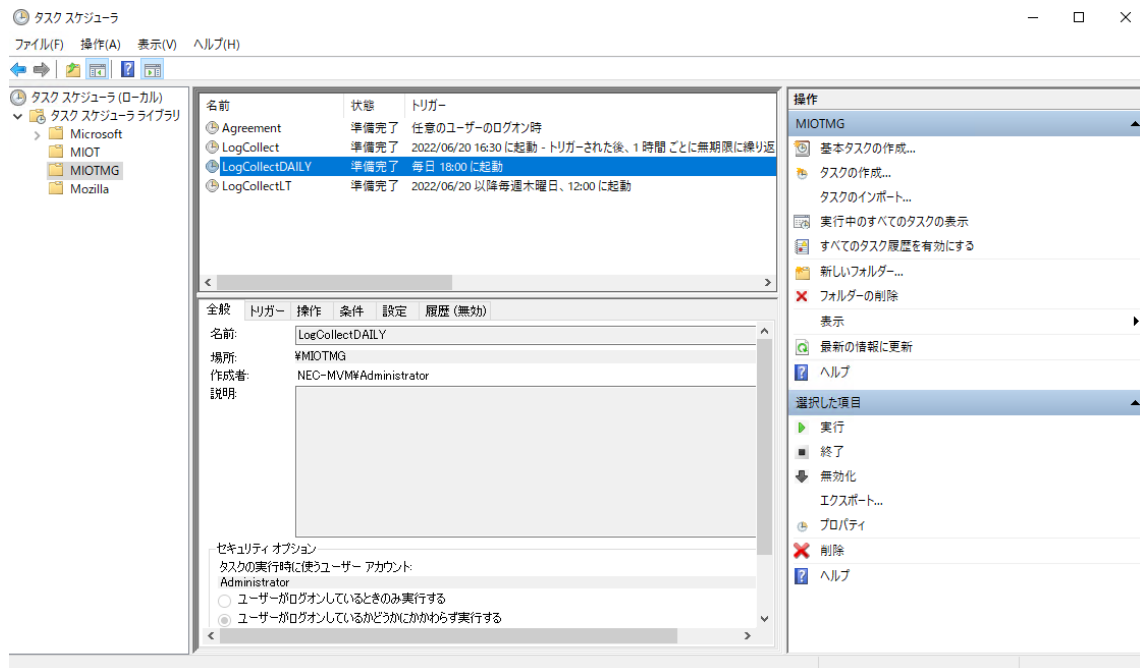 タスク スケジューラ
ファイル(F) 操作(A) 表示(V) ヘルプ(H)
タスク スケジューラ (ローカル)
タスク スケジューラ ライブラリ
Microsoft
MIOT
MIOTMG
Mozilla
名前 状態 トリガー
Agreement 準備完了 任意のユーザーのログオン時
LogCollect 準備完了 2022/06/20 16:30 に起動 - トリガーされた後、1 時間 ごとに無期限に繰り返
LogCollectDAILY 準備完了 毎日 18:00 に起動
LogCollectLT 準備完了 2022/06/20 以降毎週木曜日、12:00 に起動
全般 トリガー 操作 条件 設定 履歴 (無効)
名前: LogCollectDAILY
場所: ¥MIOTMG
作成者: NEC-MVM¥Administrator
説明:
セキュリティ オプション
タスクの実行時に使うユーザー アカウント:
Administrator
ユーザーがログオンしているときのみ実行する
ユーザーがログオンしているかどうかにかかわらず実行する
操作
MIOTMG
基本タスクの作成...
タスクの作成...
タスクのインポート...
実行中のすべてのタスクの表示
すべてのタスク履歴を有効にする
新しいフォルダー...
フォルダーの削除
表示
最新の情報に更新
ヘルプ
選択した項目
実行
終了
無効化
エクスポート...
プロパティ
削除
ヘルプ